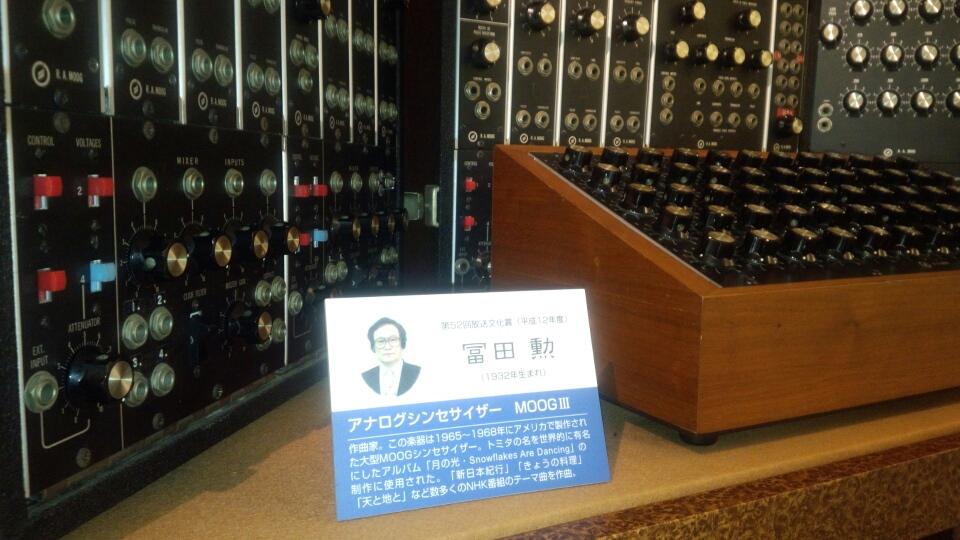 R. A. MOOG
R. A. MOOG
R. A. MOOG
R. A. MOOG
R. A. MOOG
R. A. MOOG
R. A. MOOG
R. A. MOOG
CONTROL VOLTAGES
2
4
MIXER INPUTS
ATTENUATOR
EXT.
INPUT
1.
2.
3.
4.
第52回放送文化賞（平成12年度）
冨田 勲
（1932年生まれ）
アナログシンセサイザー MOOGⅢ
作曲家。この楽器は1965～1968年にアメリカで製作され
た大型MOOGシンセサイザー。トミタの名を世界的に有名
にしたアルバム「月の光・Snowflakes Are Dancing」の
制作に使用された。「新日本紀行」「きょうの料理」
「天と地と」など数多くのNHK番組のテーマ曲を作曲。